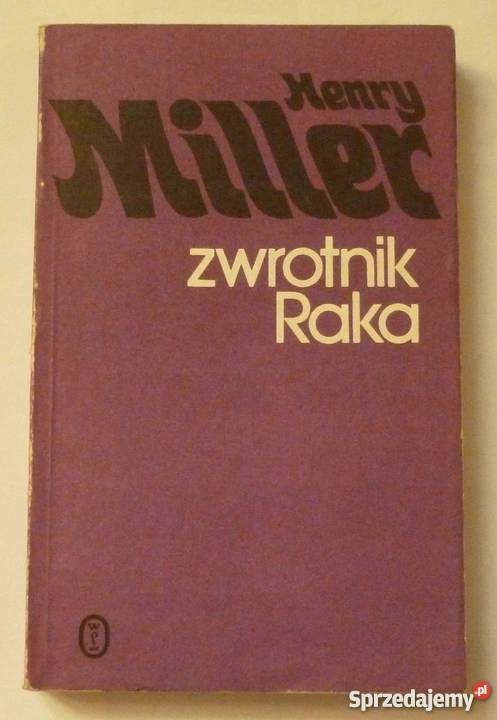 Henry
Miller
zwrotnik
Raka
W
L
Sprzedajemy.pl